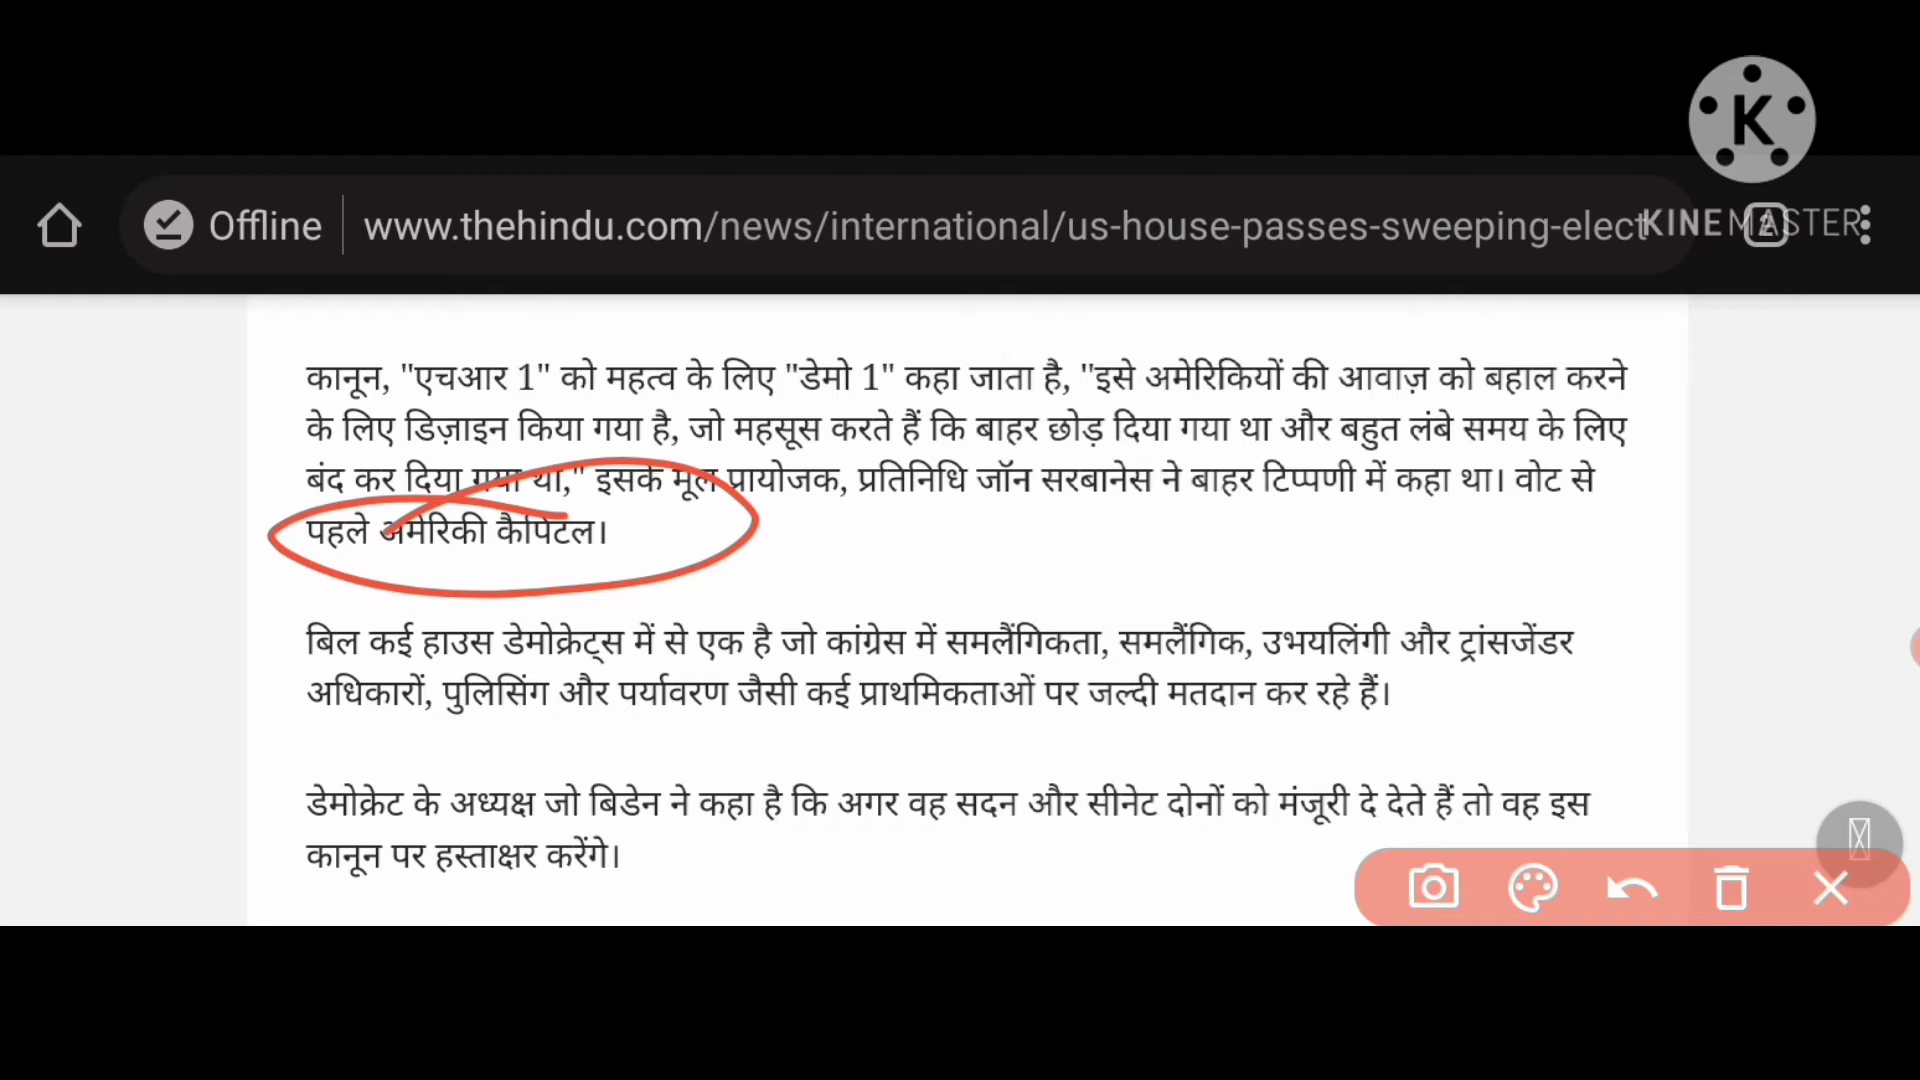 K
Offline www.thehindu.com/news/international/us-house-passes-sweeping-elect
KINEMASTER
2
कानून, "एचआर 1" को महत्व के लिए "डेमो 1" कहा जाता है, "इसे अमेरिकियों की आवाज़ को बहाल करने
के लिए डिज़ाइन किया गया है, जो महसूस करते हैं कि बाहर छोड़ दिया गया था और बहुत लंबे समय के लिए
बंद कर दिया गया था," इसके मूल प्रायोजक, प्रतिनिधि जॉन सरबानेस ने बाहर टिप्पणी में कहा था। वोट से
पहले अमेरिकी कैपिटल।
बिल कई हाउस डेमोक्रेट्स में से एक है जो कांग्रेस में समलैंगिकता, समलैंगिक, उभयलिंगी और ट्रांसजेंडर
अधिकारों, पुलिसिंग और पर्यावरण जैसी कई प्राथमिकताओं पर जल्दी मतदान कर रहे हैं।
डेमोक्रेट के अध्यक्ष जो बिडेन ने कहा है कि अगर वह सदन और सीनेट दोनों को मंजूरी दे देते हैं तो वह इस
कानून पर हस्ताक्षर करेंगे।